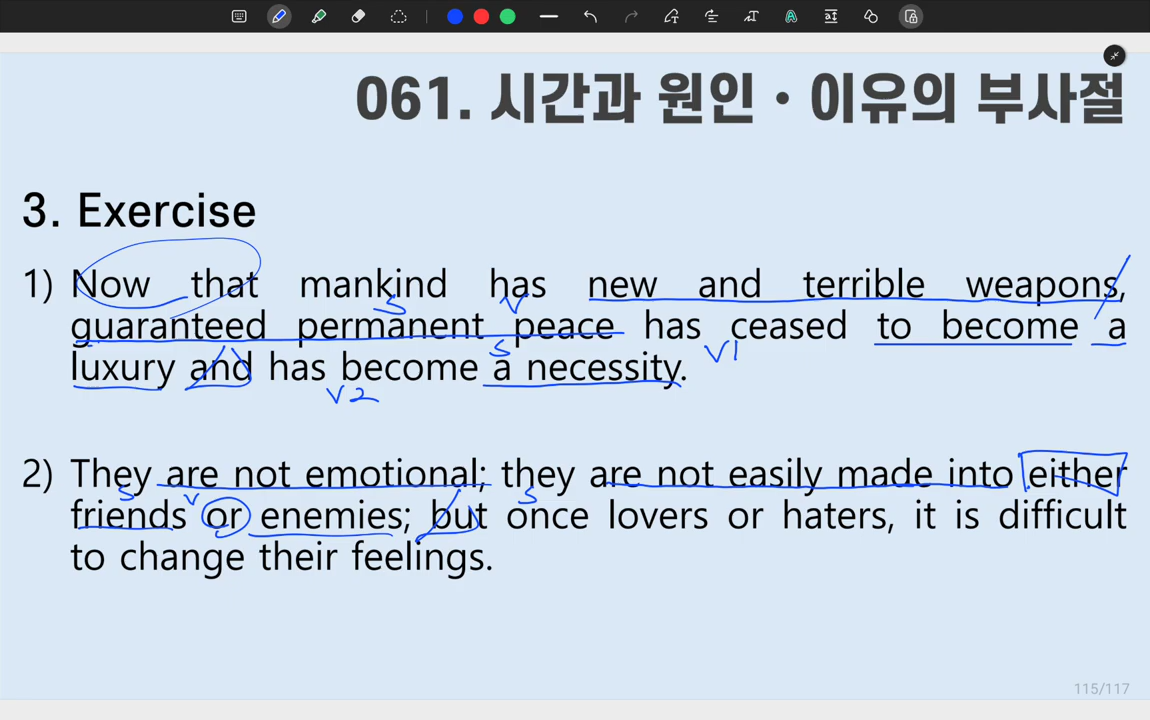 061. 시간과 원인·이유의 부사절
3. Exercise
1) Now that mankind has new and terrible weapons,
S V
guaranteed permanent peace has ceased to become a
S V1
luxury and has become a necessity.
V2
2) They are not emotional; they are not easily made into either
S V S
friends or enemies; but once lovers or haters, it is difficult
to change their feelings.
115/117